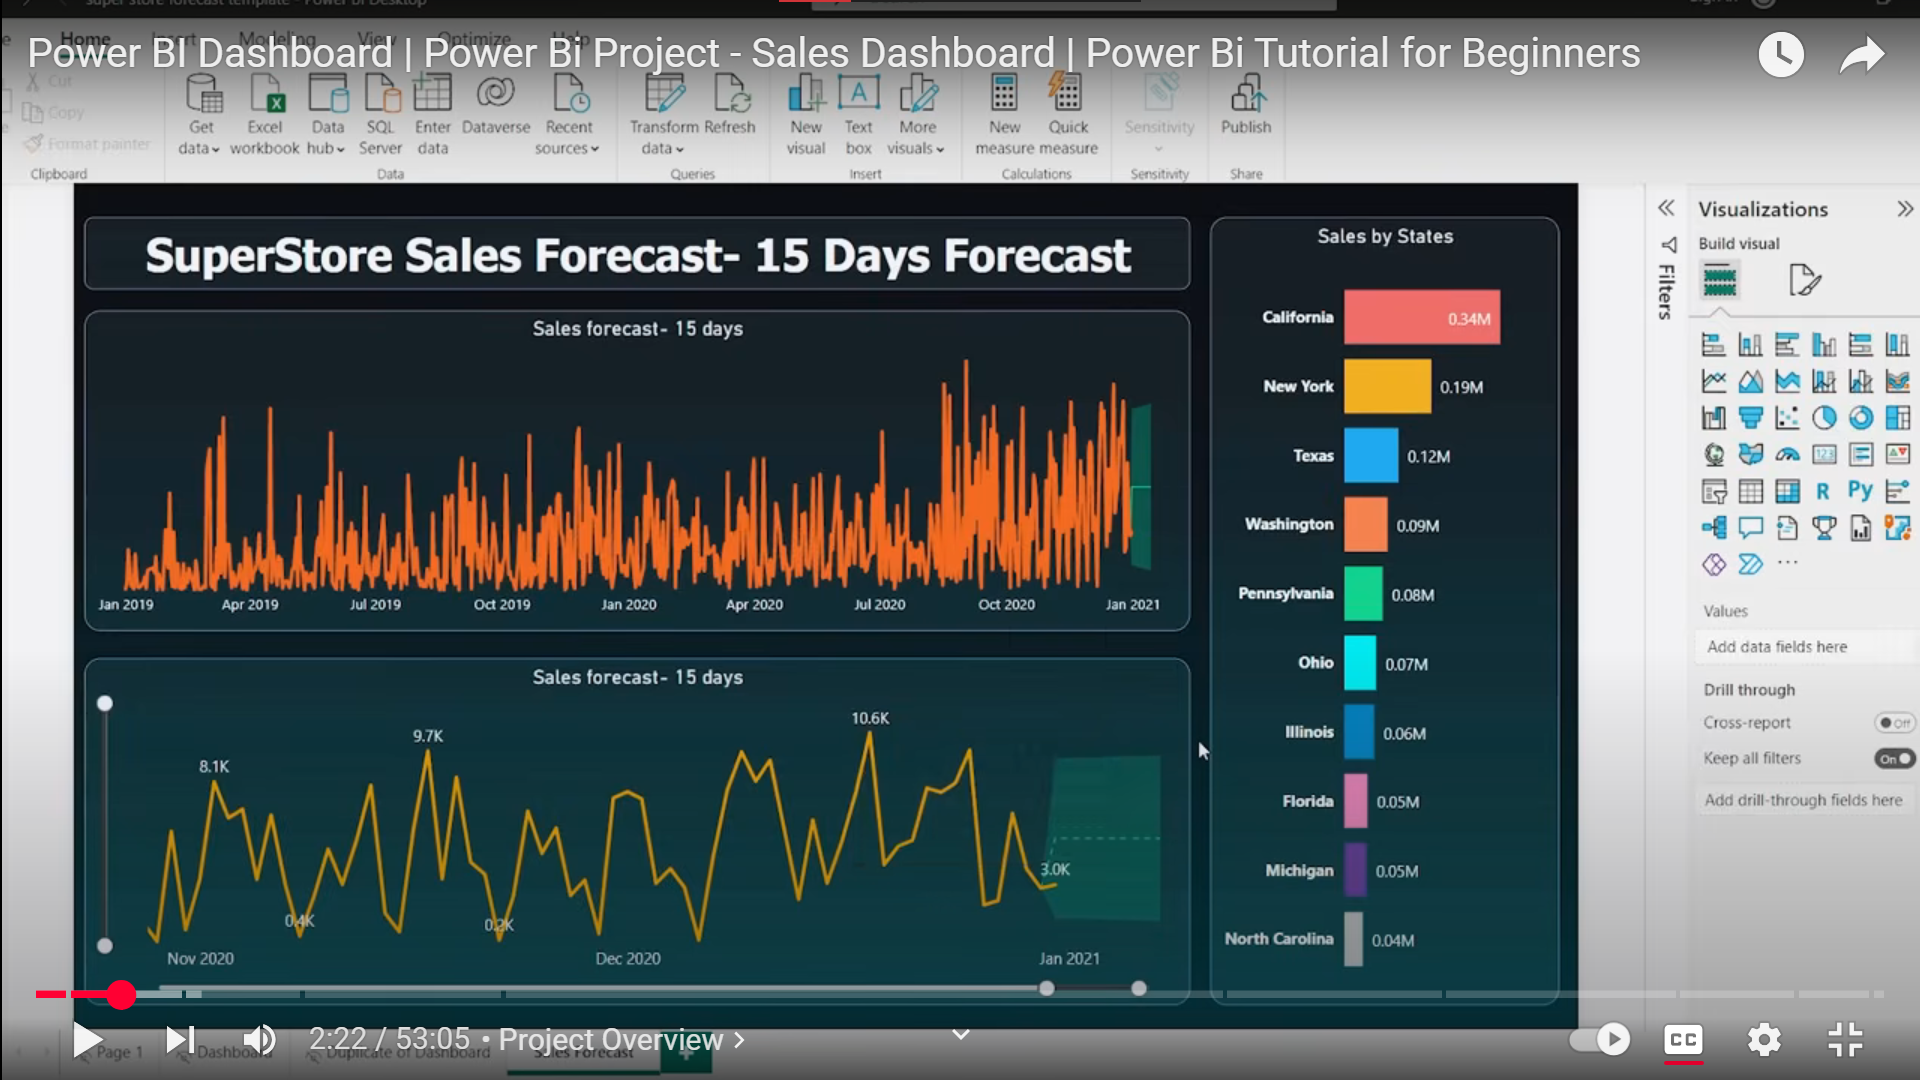 super store forecast template - Power BI Desktop
Power BI Dashboard | Power Bi Project - Sales Dashboard | Power Bi Tutorial for Beginners
Home Insert Modeling View Optimize Help
Cut
Copy
Format painter
Clipboard
Get data
Excel workbook
Data hub
SQL Server
Enter data
Dataverse
Recent sources
Data
Transform data
Refresh
Queries
New visual
Text box
More visuals
Insert
New measure
Quick measure
Calculations
Sensitivity
Sensitivity
Publish
Share
SuperStore Sales Forecast- 15 Days Forecast
Sales forecast- 15 days
Jan 2019 Apr 2019 Jul 2019 Oct 2019 Jan 2020 Apr 2020 Jul 2020 Oct 2020 Jan 2021
Sales forecast- 15 days
8.1K
9.7K
10.6K
0.4K
0.2K
3.0K
Nov 2020 Dec 2020 Jan 2021
Sales by States
California 0.34M
New York 0.19M
Texas 0.12M
Washington 0.09M
Pennsylvania 0.08M
Ohio 0.07M
Illinois 0.06M
Florida 0.05M
Michigan 0.05M
North Carolina 0.04M
Filters
Visualizations
Build visual
123
R
Py
Values
Add data fields here
Drill through
Cross-report
Off
Keep all filters
On
Add drill-through fields here
2:22 / 53:05 • Project Overview
CC
Page 1
Dashboard
Duplicate of Dashboard
Sales Forecast